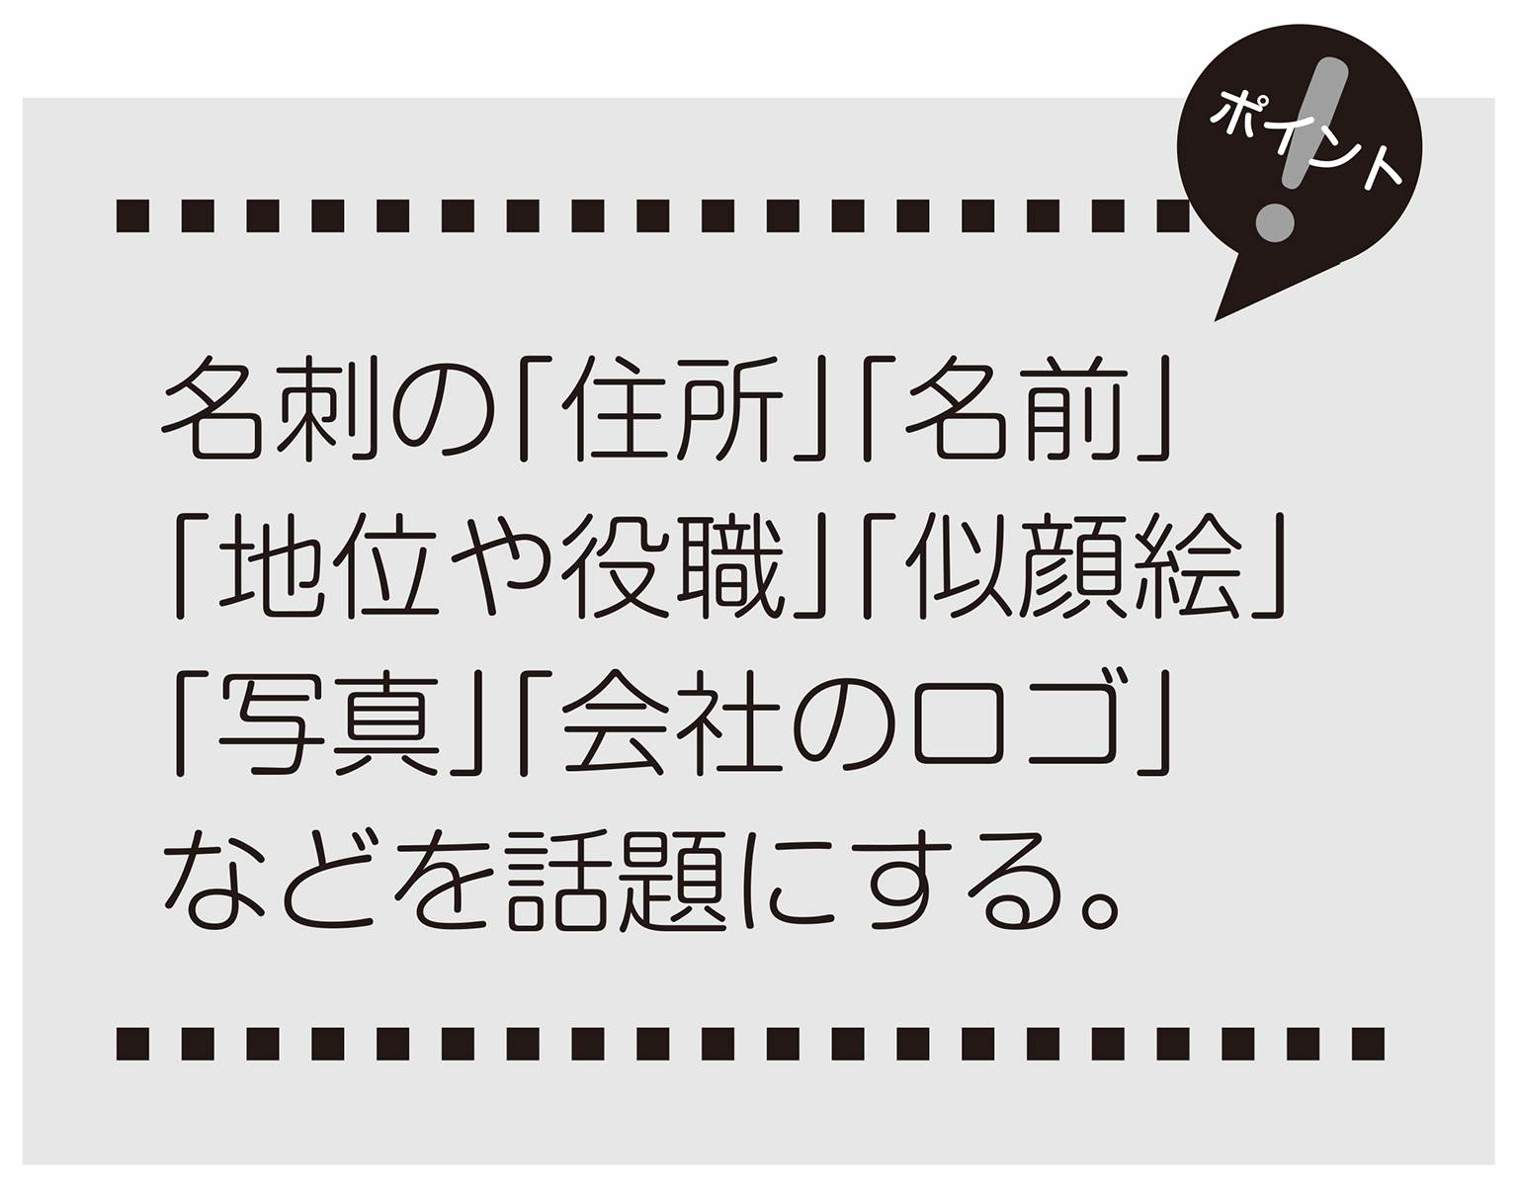 ポイント
名刺の「住所」「名前」
「地位や役職」「似顔絵」
「写真」「会社のロゴ」
などを話題にする。